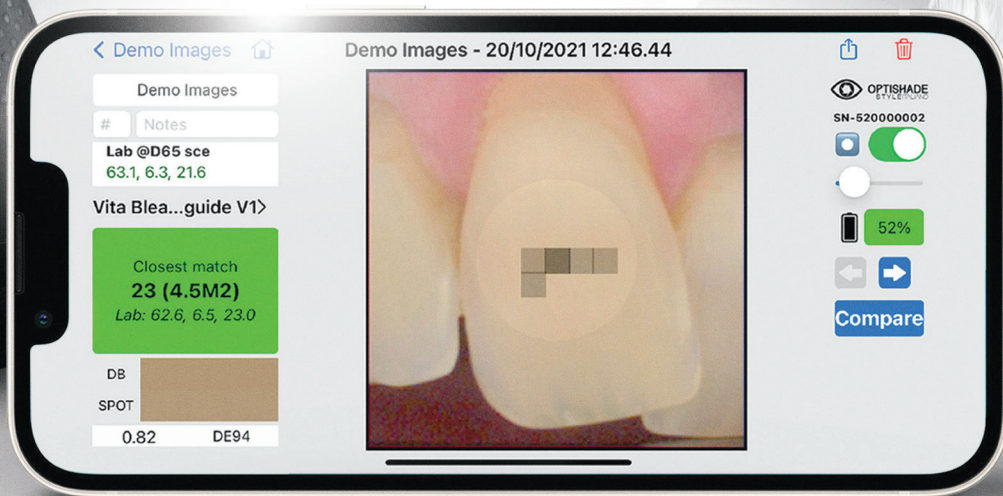 Demo Images
Demo Images - 20/10/2021 12:46.44
Demo Images
# Notes
Lab @D65 sce
63.1, 6.3, 21.6
Vita Blea...guide V1>
Closest match
23 (4.5M2)
Lab: 62.6, 6.5, 23.0
DB
SPOT
0.82 DE94
OPTISHADE
STYLEITALIANO
SN-520000002
52%
Compare